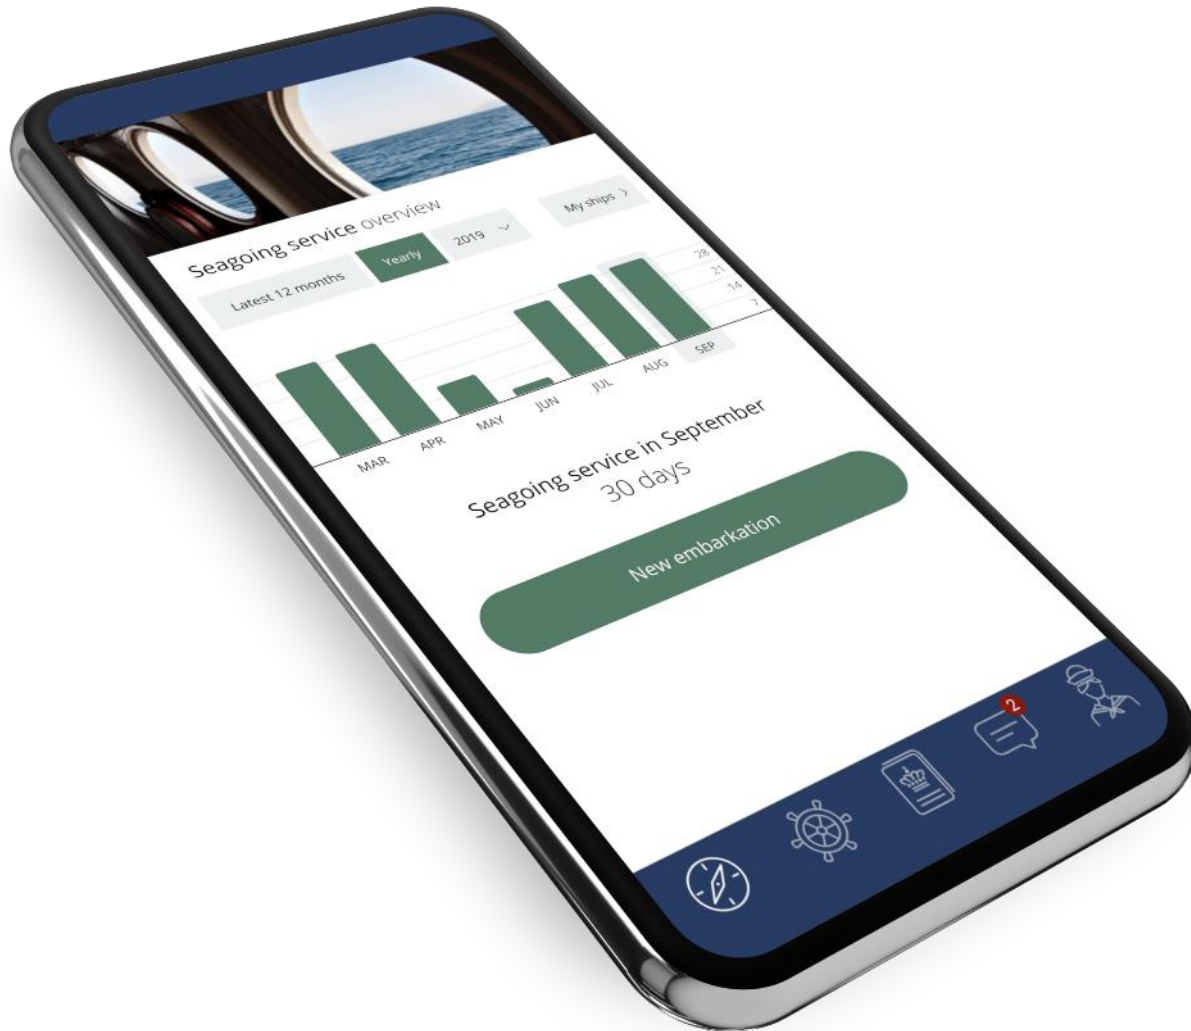 Seagoing service overview
Latest 12 months
Yearly
2019
My ships
28
21
14
7
MAR
APR
MAY
JUN
JUL
AUG
SEP
Seagoing service in September
30 days
New embarkation
2